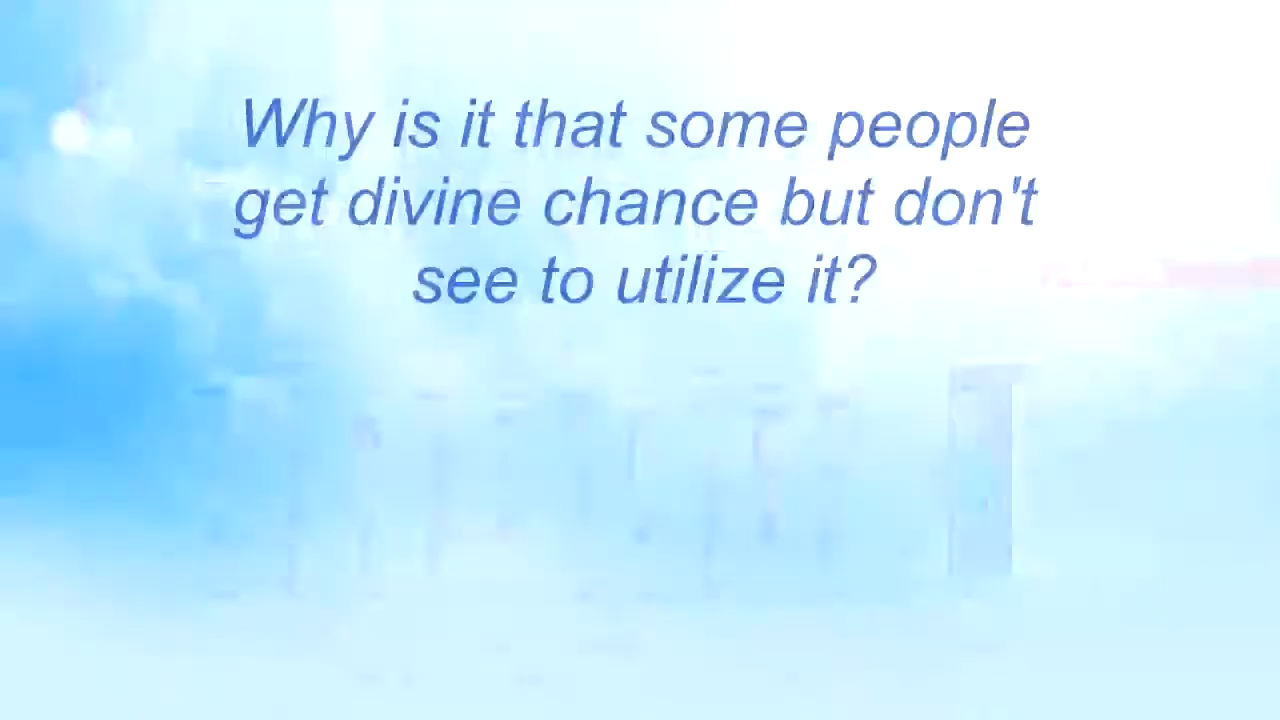 Why is it that some people
get divine chance but don't
see to utilize it?